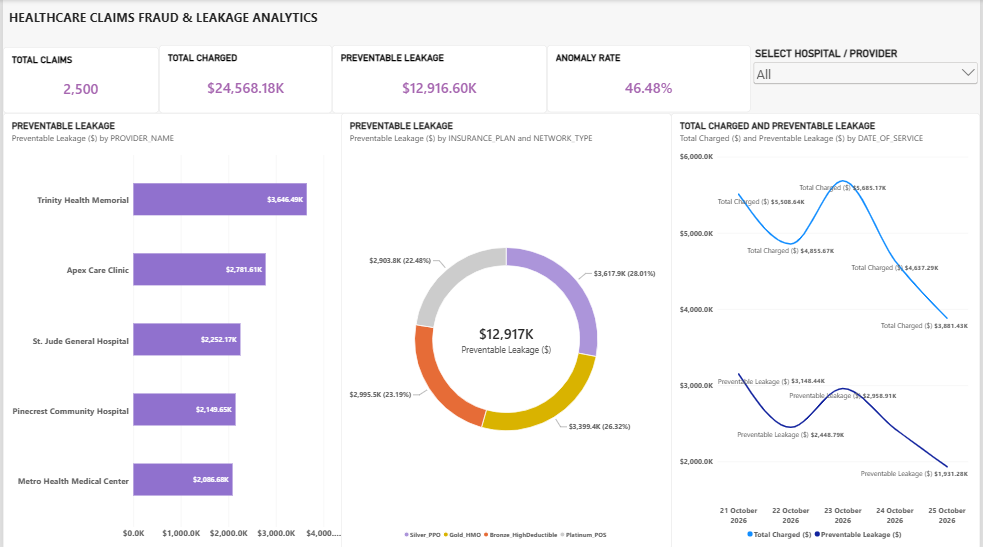 HEALTHCARE CLAIMS FRAUD & LEAKAGE ANALYTICS
TOTAL CLAIMS
2,500
TOTAL CHARGED
$24,568.18K
PREVENTABLE LEAKAGE
$12,916.60K
ANOMALY RATE
46.48%
SELECT HOSPITAL / PROVIDER
All
PREVENTABLE LEAKAGE
Preventable Leakage ($) by PROVIDER_NAME
Trinity Health Memorial
$3,646.49K
Apex Care Clinic
$2,781.61K
St. Jude General Hospital
$2,252.17K
Pinecrest Community Hospital
$2,149.65K
Metro Health Medical Center
$2,086.68K
$0.0K $1,000.0K $2,000.0K $3,000.0K $4,000....
PREVENTABLE LEAKAGE
Preventable Leakage ($) by INSURANCE_PLAN and NETWORK_TYPE
$2,903.8K (22.48%)
$3,617.9K (28.01%)
$12,917K
Preventable Leakage ($)
$2,995.5K (23.19%)
$3,399.4K (26.32%)
Silver_PPO Gold_HMO Bronze_HighDeductible Platinum_POS
TOTAL CHARGED AND PREVENTABLE LEAKAGE
Total Charged ($) and Preventable Leakage ($) by DATE_OF_SERVICE
$6,000.0K
Total Charged ($) $5,685.17K
Total Charged ($) $5,508.64K
$5,000.0K
Total Charged ($) $4,855.67K
Total Charged ($) $4,637.29K
$4,000.0K
Total Charged ($) $3,881.43K
$3,000.0K
Preventable Leakage ($) $3,148.44K
Preventable Leakage ($) $2,958.91K
Preventable Leakage ($) $2,448.79K
$2,000.0K
Preventable Leakage ($) $1,931.28K
21 October 22 October 23 October 24 October 25 October
2026 2026 2026 2026 2026
Total Charged ($) Preventable Leakage ($)